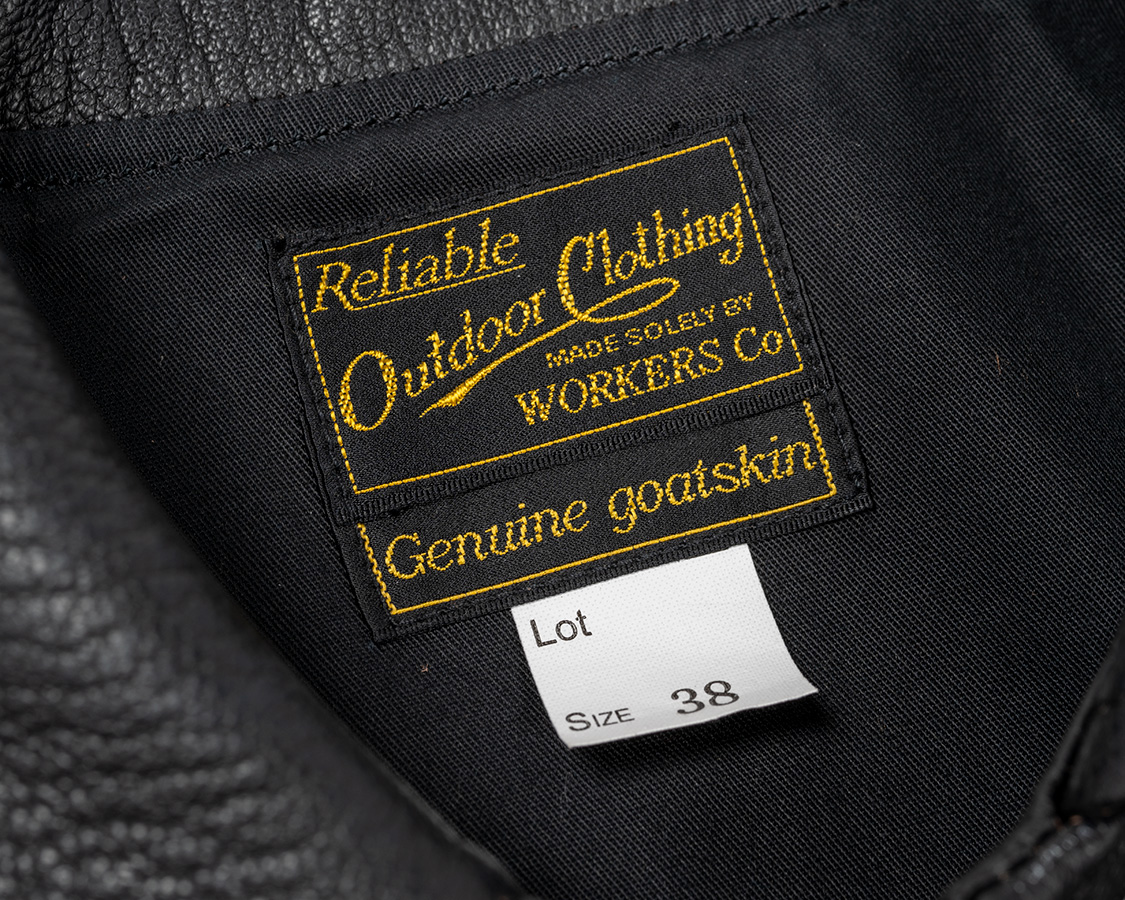 Reliable
Outdoor Clothing
MADE SOLELY BY
WORKERS Co
Genuine goatskin
Lot
SIZE 38